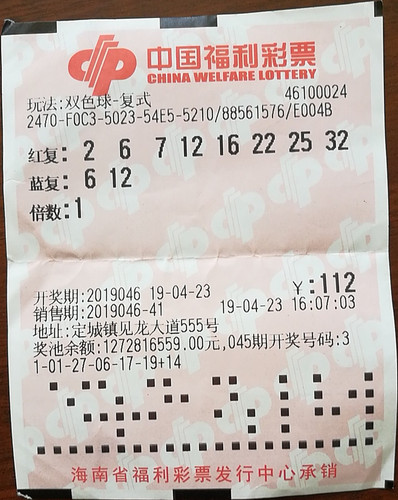 中国福利彩票
CHINA WELFARE LOTTERY
玩法:双色球-复式 46100024
2470-F0C3-5023-54E5-5210/88561576/E004B
红复: 2 6 7 12 16 22 25 32
蓝复: 6 12
倍数:1
开奖期:2019046 19-04-23 ¥:112
销售期:2019046-41 19-04-23 16:07:03
地址:定城镇见龙大道555号
奖池余额:1272816559.00元,045期开奖号码:3
1-01-27-06-17-19+14
海南省福利彩票发行中心承销